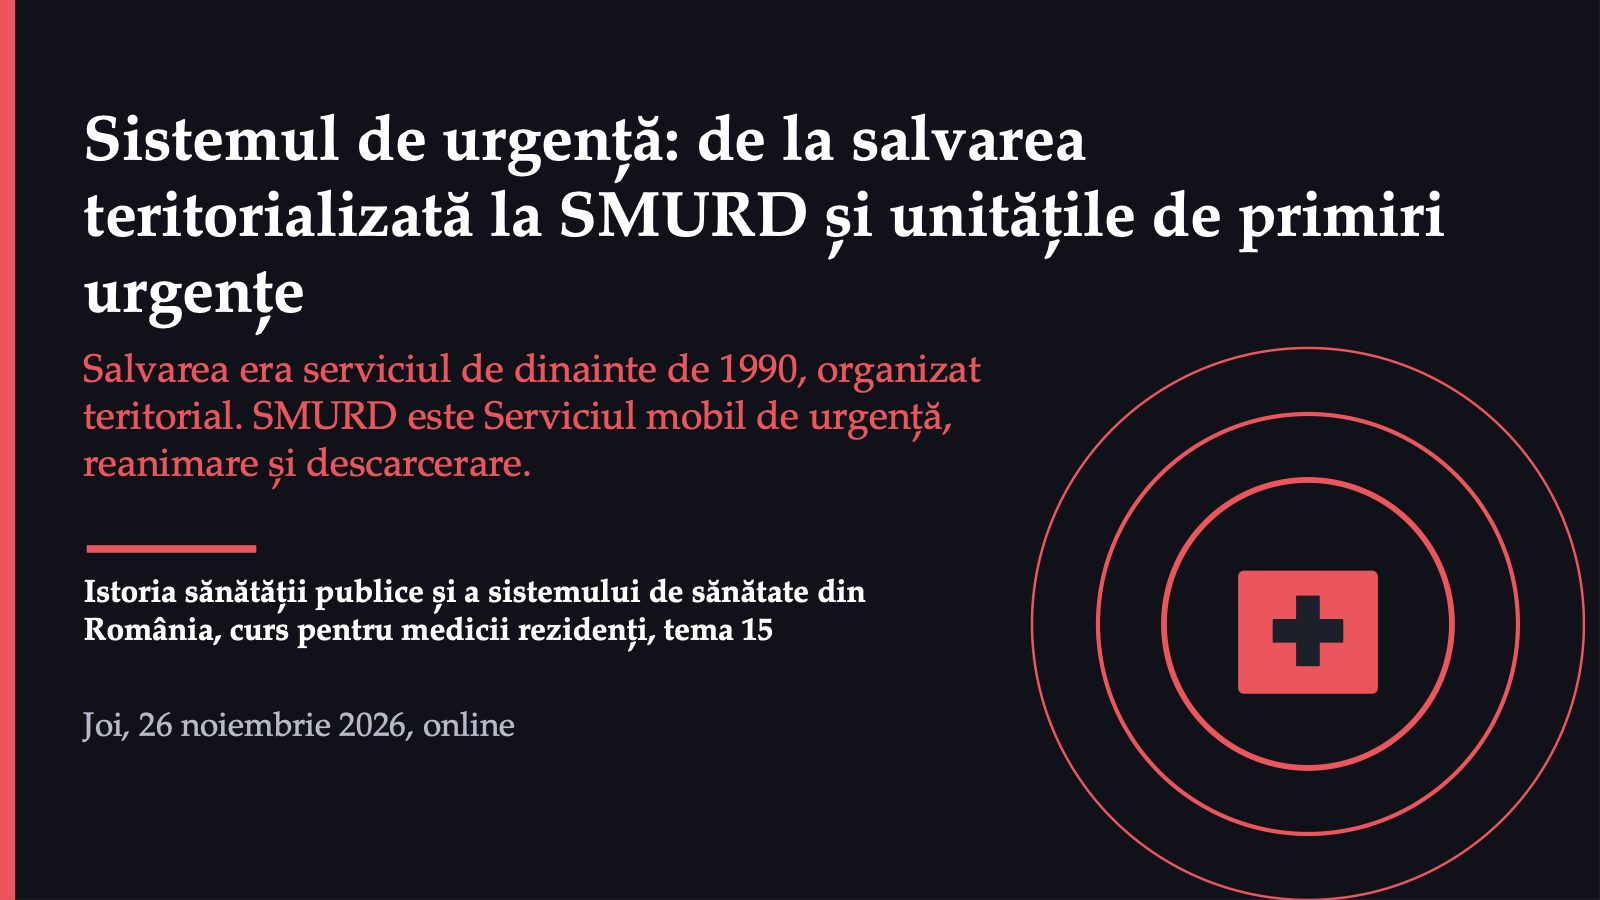 Sistemul de urgență: de la salvarea
teritorializată la SMURD și unitățile de primiri
urgențe
Salvarea era serviciul de dinainte de 1990, organizat
teritorial. SMURD este Serviciul mobil de urgență,
reanimare și descarcerare.
Istoria sănătății publice și a sistemului de sănătate din
România, curs pentru medicii rezidenți, tema 15
Joi, 26 noiembrie 2026, online